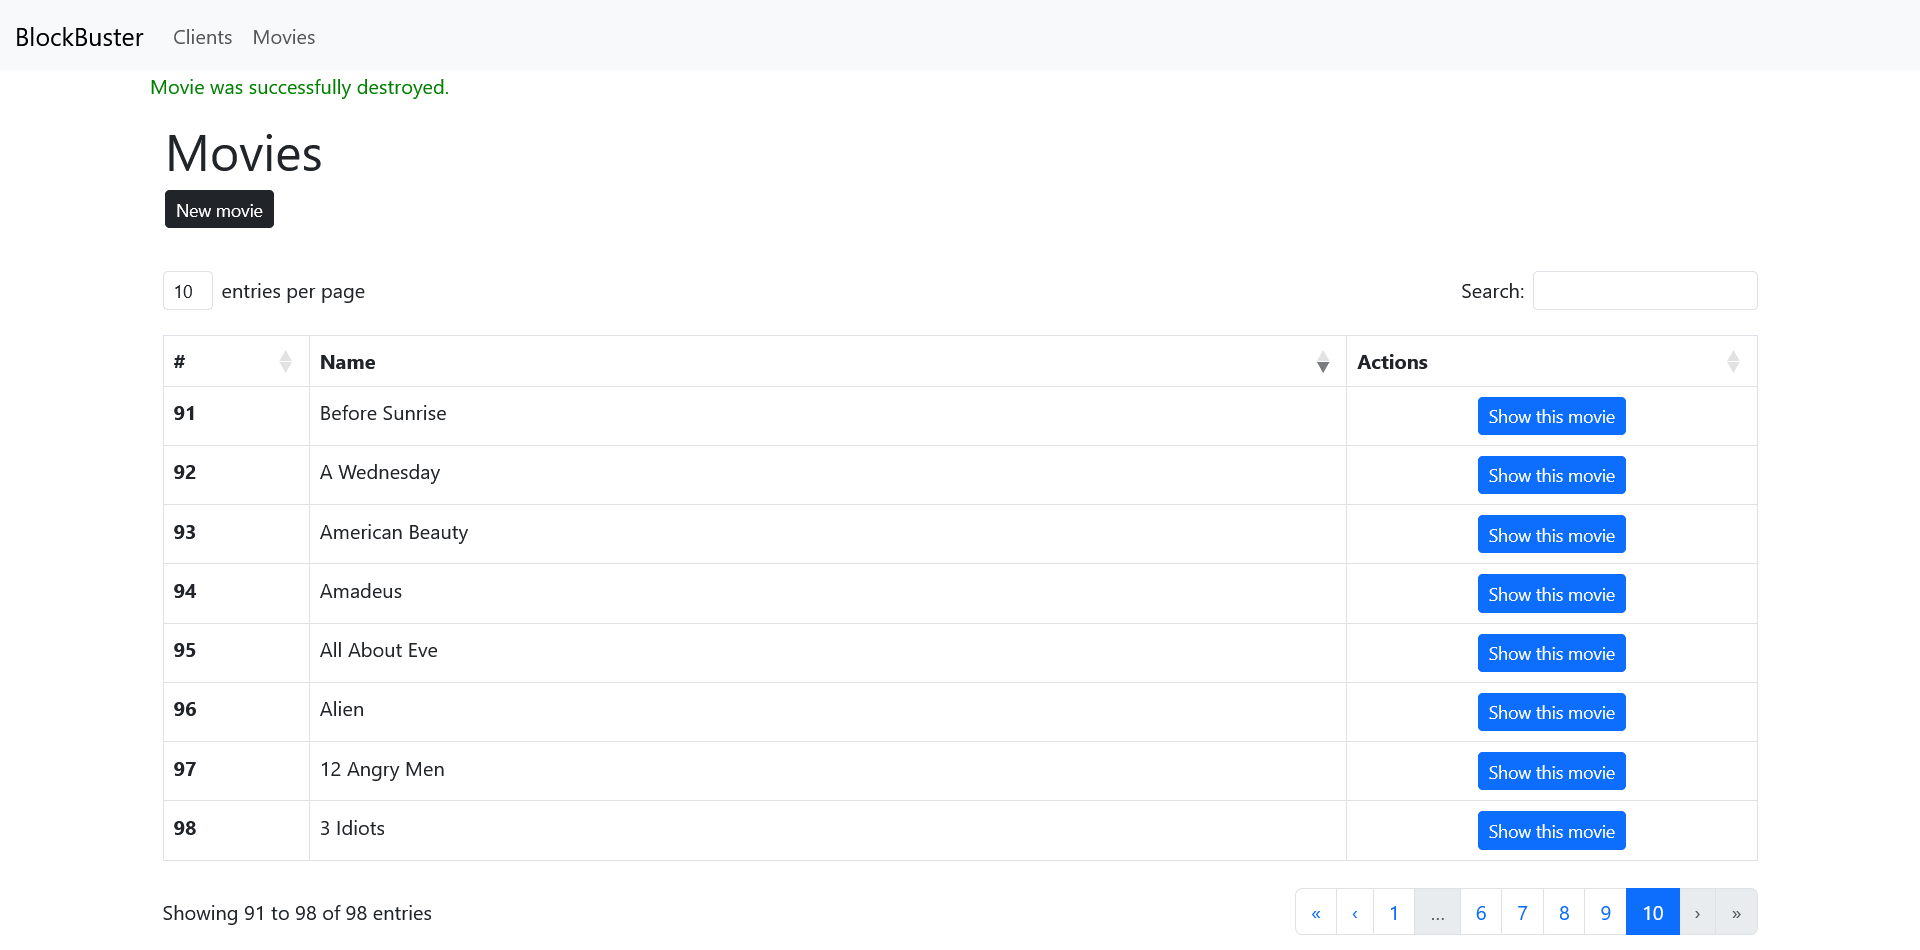 BlockBuster Clients Movies
Movie was successfully destroyed.
Movies
New movie
10 entries per page Search:
# Name Actions
91 Before Sunrise Show this movie
92 A Wednesday Show this movie
93 American Beauty Show this movie
94 Amadeus Show this movie
95 All About Eve Show this movie
96 Alien Show this movie
97 12 Angry Men Show this movie
98 3 Idiots Show this movie
Showing 91 to 98 of 98 entries « ‹ 1 … 6 7 8 9 10 › »